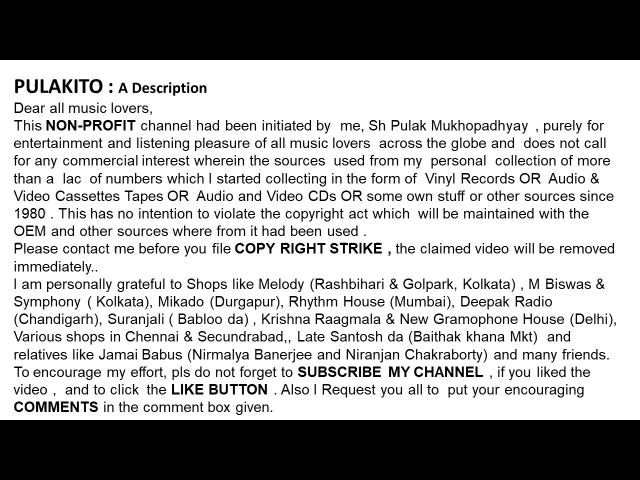 PULAKITO : A Description
Dear all music lovers,
This NON-PROFIT channel had been initiated by me, Sh Pulak Mukhopadhyay , purely for
entertainment and listening pleasure of all music lovers across the globe and does not call
for any commercial interest wherein the sources used from my personal collection of more
than a lac of numbers which I started collecting in the form of Vinyl Records OR Audio &
Video Cassettes Tapes OR Audio and Video CDs OR some own stuff or other sources since
1980 . This has no intention to violate the copyright act which will be maintained with the
OEM and other sources where from it had been used .
Please contact me before you file COPY RIGHT STRIKE , the claimed video will be removed
immediately..
I am personally grateful to Shops like Melody (Rashbihari & Golpark, Kolkata) , M Biswas &
Symphony ( Kolkata), Mikado (Durgapur), Rhythm House (Mumbai), Deepak Radio
(Chandigarh), Suranjali ( Babloo da) , Krishna Raagmala & New Gramophone House (Delhi),
Various shops in Chennai & Secundrabad,, Late Santosh da (Baithak khana Mkt) and
relatives like Jamai Babus (Nirmalya Banerjee and Niranjan Chakraborty) and many friends.
To encourage my effort, pls do not forget to SUBSCRIBE MY CHANNEL , if you liked the
video , and to click the LIKE BUTTON . Also I Request you all to put your encouraging
COMMENTS in the comment box given.